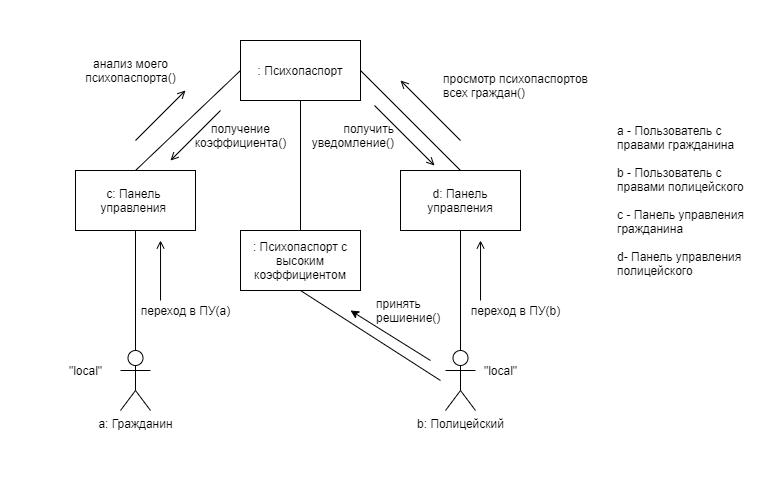 анализ моего
психопаспорта()
: Психопаспорт
просмотр психопаспортов
всех граждан()
получение
коэффициента()
получить
уведомление()
a - Пользователь с
правами гражданина
b - Пользователь с
правами полицейского
c - Панель управления
гражданина
d- Панель управления
полицейского
c: Панель
управления
d: Панель
управления
: Психопаспорт с
высоким
коэффициентом
переход в ПУ(a)
принять
решиение()
переход в ПУ(b)
"local"
"local"
a: Гражданин
b: Полицейский